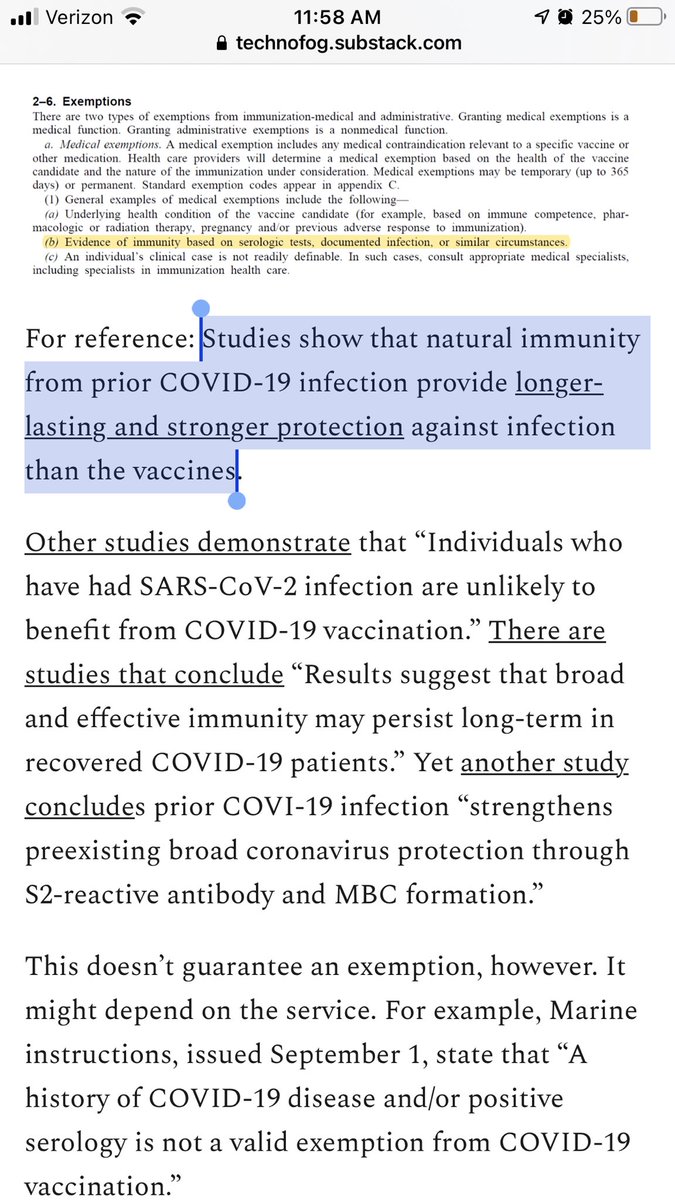 Verizon 11:58 AM 25%
technofog.substack.com
2–6. Exemptions
There are two types of exemptions from immunization-medical and administrative. Granting medical exemptions is a
medical function. Granting administrative exemptions is a nonmedical function.
a. Medical exemptions. A medical exemption includes any medical contraindication relevant to a specific vaccine or
other medication. Health care providers will determine a medical exemption based on the health of the vaccine
candidate and the nature of the immunization under consideration. Medical exemptions may be temporary (up to 365
days) or permanent. Standard exemption codes appear in appendix C.
(1) General examples of medical exemptions include the following—
(a) Underlying health condition of the vaccine candidate (for example, based on immune competence, phar-
macologic or radiation therapy, pregnancy and/or previous adverse response to immunization).
(b) Evidence of immunity based on serologic tests, documented infection, or similar circumstances.
(c) An individual’s clinical case is not readily definable. In such cases, consult appropriate medical specialists,
including specialists in immunization health care.
For reference: Studies show that natural immunity
from prior COVID-19 infection provide longer-
lasting and stronger protection against infection
than the vaccines.
Other studies demonstrate that “Individuals who
have had SARS-CoV-2 infection are unlikely to
benefit from COVID-19 vaccination.” There are
studies that conclude “Results suggest that broad
and effective immunity may persist long-term in
recovered COVID-19 patients.” Yet another study
concludes prior COVI-19 infection “strengthens
preexisting broad coronavirus protection through
S2-reactive antibody and MBC formation.”
This doesn’t guarantee an exemption, however. It
might depend on the service. For example, Marine
instructions, issued September 1, state that “A
history of COVID-19 disease and/or positive
serology is not a valid exemption from COVID-19
vaccination.”